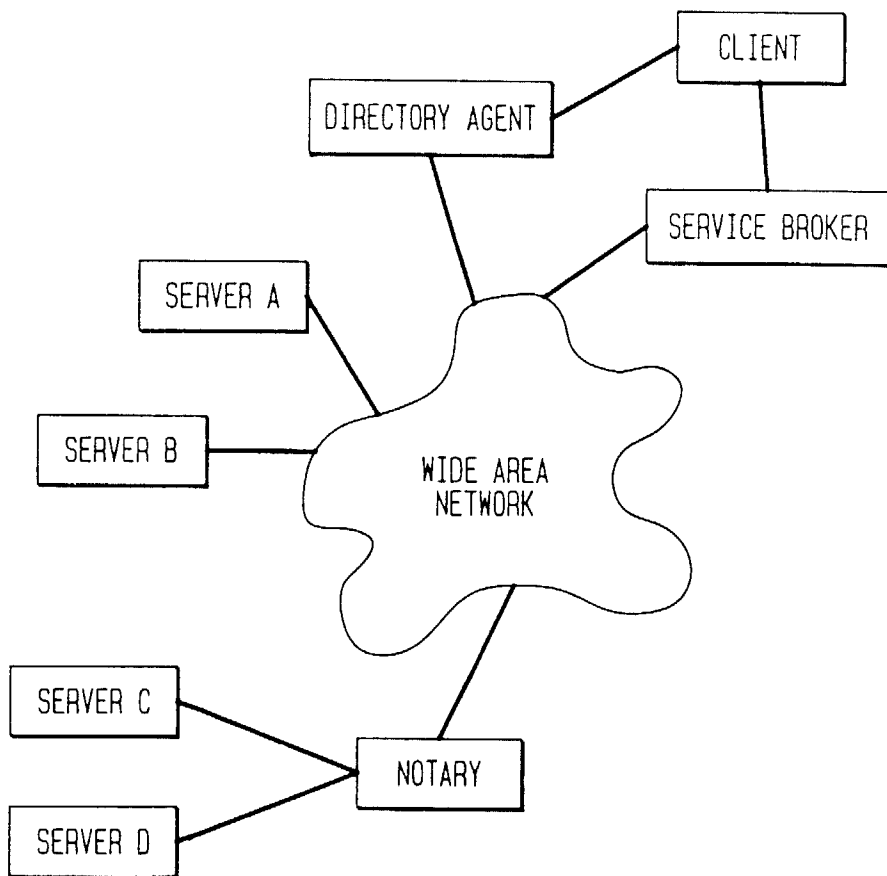 CLIENT
DIRECTORY AGENT
SERVICE BROKER
SERVER A
SERVER B
WIDE AREA
NETWORK
SERVER C
NOTARY
SERVER D